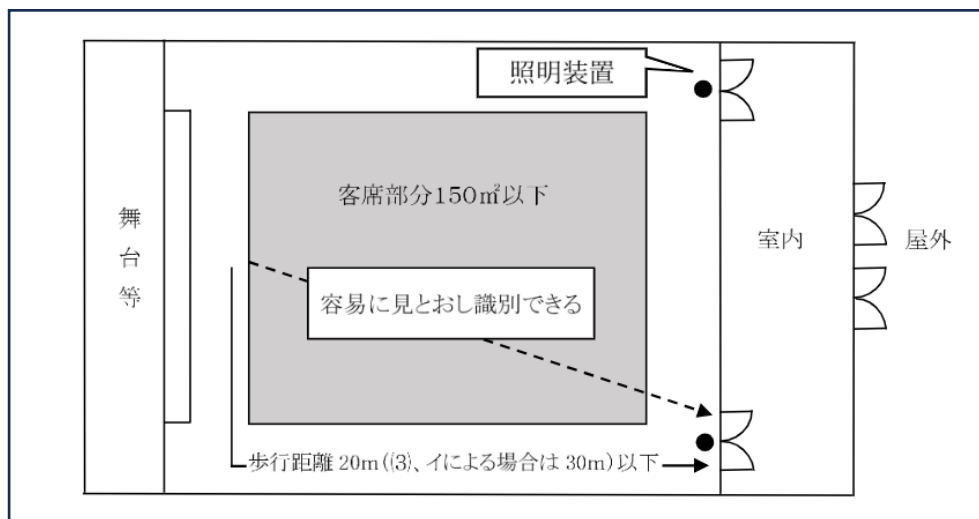 照明装置
客席部分150㎡以下
舞台等
室内
屋外
容易に見とおし識別できる
歩行距離 20m((3)、イによる場合は 30m)以下